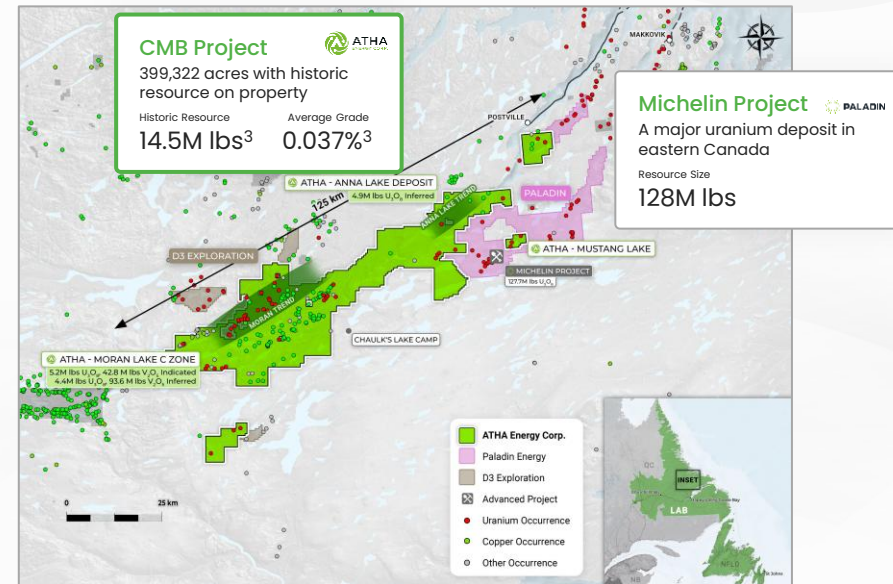 CMB Project
ATHA
ENERGY CORP.
399,322 acres with historic
resource on property
Historic Resource
Average Grade
14.5M lbs³
0.037%³
MAKKOVIK
POSTVILLE
Michelin Project
PALADIN
A major uranium deposit in
eastern Canada
Resource Size
128M lbs
ATHA - ANNA LAKE DEPOSIT
4.9M lbs U₃O₈ Inferred
125 km
ANNA LAKE TREND
PALADIN
ATHA - MUSTANG LAKE
D3 EXPLORATION
MICHELIN PROJECT
127.7M lbs U₃O₈
MORAN TREND
CHAULK'S LAKE CAMP
ATHA - MORAN LAKE C ZONE
5.2M lbs U₃O₈, 42.8 M lbs V₂O₅ Indicated
4.4M lbs U₃O₈, 93.6 M lbs V₂O₅ Inferred
0
25 km
ATHA Energy Corp.
Paladin Energy
D3 Exploration
Advanced Project
Uranium Occurrence
Copper Occurrence
Other Occurrence
QC
INSET
LAB
NFLD
NB